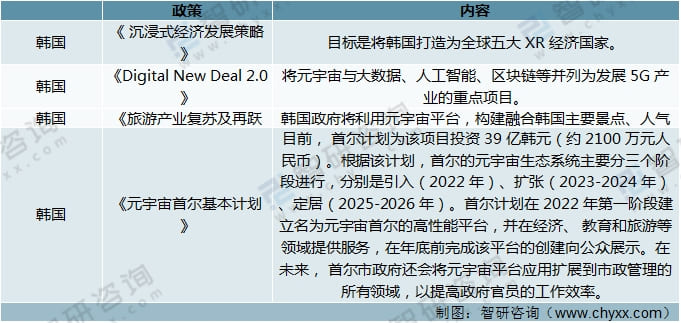 政策 内容
韩国 《 沉浸式经济发展策略
》 目标是将韩国打造为全球五大 XR 经济国家。
韩国 《Digital New Deal 2.0
》 将元宇宙与大数据、人工智能、区块链等并列为发展 5G 产
业的重点项目。
韩国 《旅游产业复苏及再跃 韩国政府将利用元宇宙平台，构建融合韩国主要景点、人气
韩国 《元宇宙首尔基本计划
》 目前， 首尔计划为该项目投资 39 亿韩元（约 2100 万元人
民币）。根据该计划，首尔的元宇宙生态系统主要分三个阶
段进行，分别是引入（2022 年）、扩张（2023-2024 年）
、定居（2025-2026 年）。首尔计划在 2022 年第一阶段建
立名为元宇宙首尔的高性能平台，并在经济、 教育和旅游等
领域提供服务，在年底前完成该平台的创建向公众展示。在
未来， 首尔市政府还会将元宇宙平台应用扩展到市政管理的
所有领域，以提高政府官员的工作效率。
制图：智研咨询（www.chyxx.com）
智研咨询
www.chyxx.com